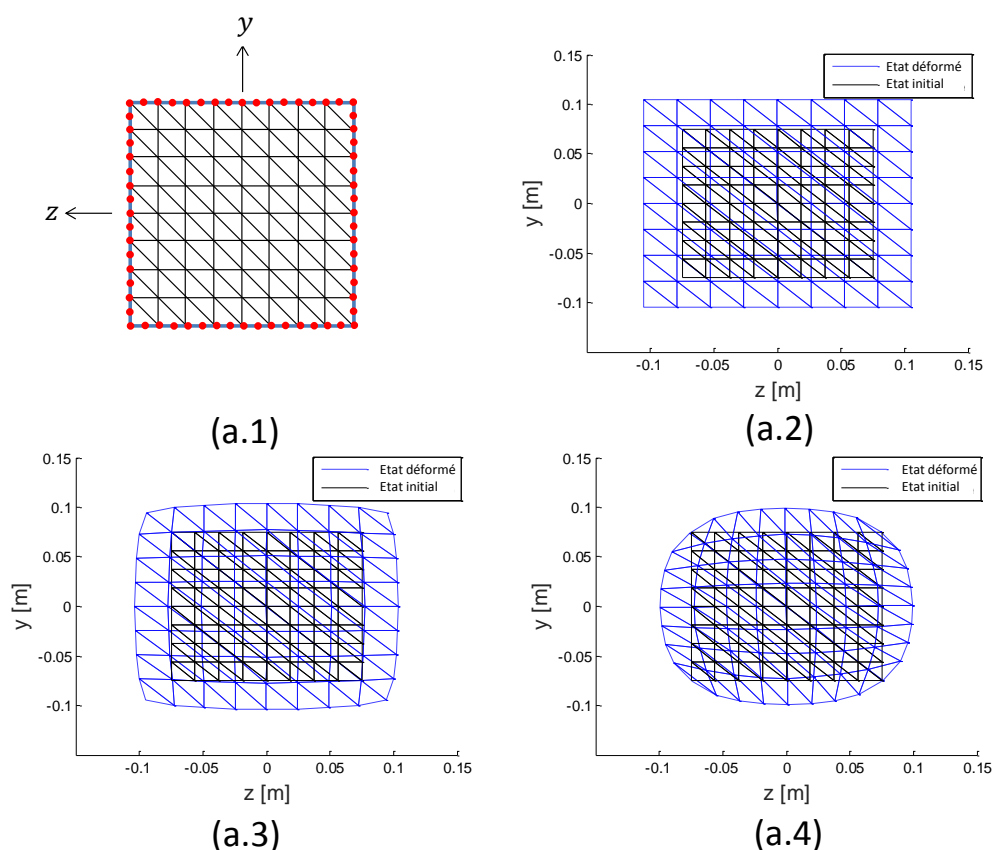 y
z
(a.1)
0.15
0.1
0.05
0
-0.05
-0.1
y [m]
Etat déformé
Etat initial
-0.1 -0.05 0 0.05 0.1 0.15
z [m]
(a.2)
0.15
0.1
0.05
0
-0.05
-0.1
y [m]
Etat déformé
Etat initial
-0.1 -0.05 0 0.05 0.1 0.15
z [m]
(a.3)
0.15
0.1
0.05
0
-0.05
-0.1
y [m]
Etat déformé
Etat initial
-0.1 -0.05 0 0.05 0.1 0.15
z [m]
(a.4)